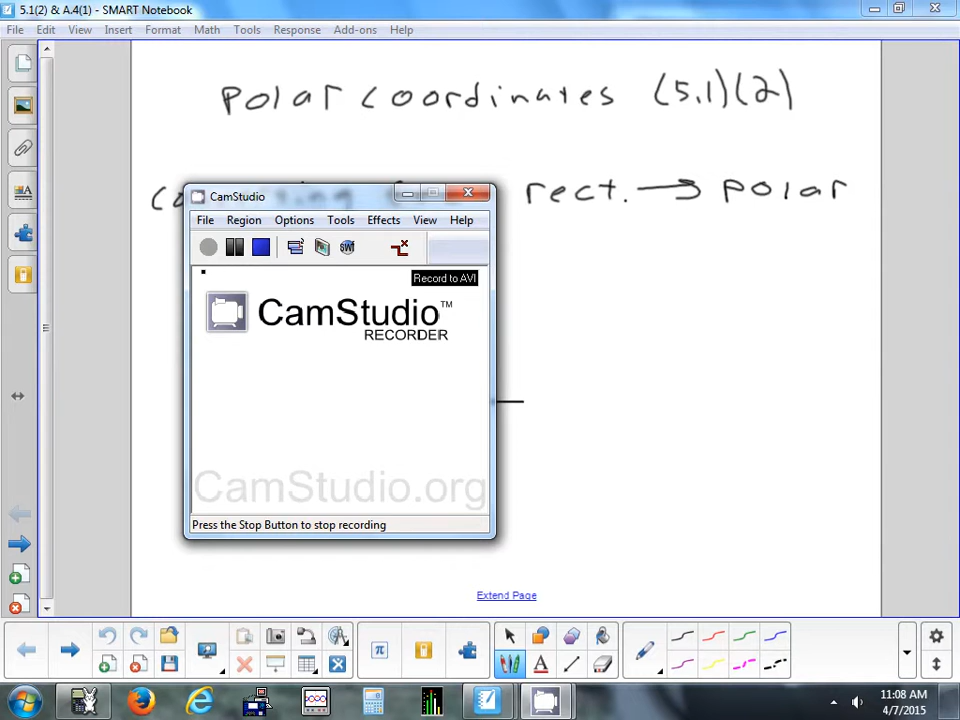 5.1(2) & A.4(1) - SMART Notebook
File Edit View Insert Format Math Tools Response Add-ons Help
polar coordinates (5.1)(2)
rect. → polar
CamStudio
File Region Options Tools Effects View Help
SWF
Record to AVI
CamStudio™
RECORDER
CamStudio.org
Press the Stop Button to stop recording
Extend Page
π
A
11:08 AM
4/7/2015